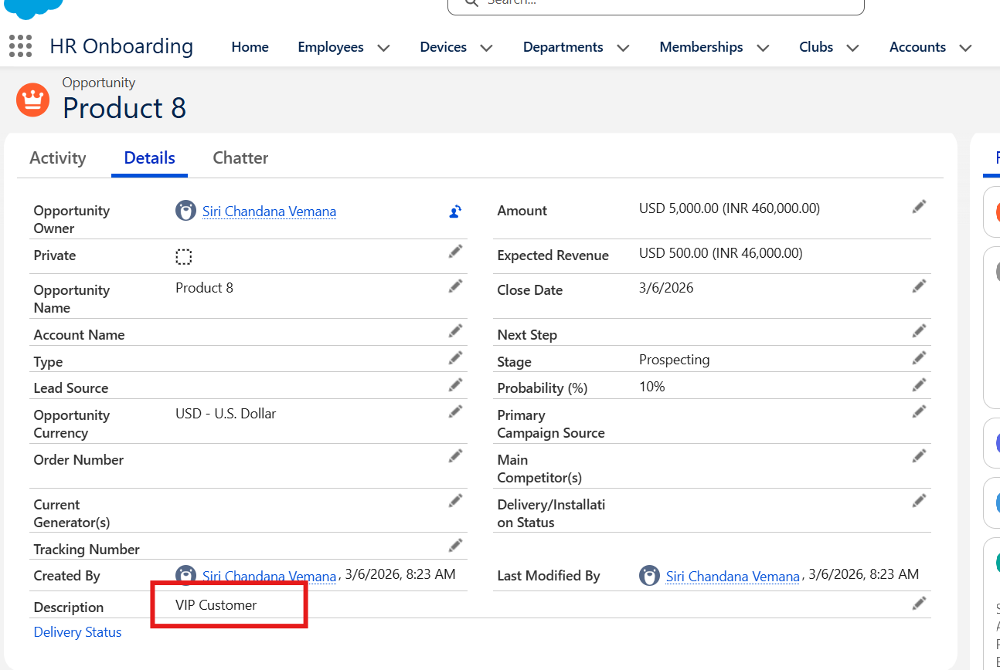 Search...
HR Onboarding Home Employees Devices Departments Memberships Clubs Accounts
Opportunity
Product 8
Activity Details Chatter
Opportunity Owner Siri Chandana Vemana
Amount USD 5,000.00 (INR 460,000.00)
Private
Expected Revenue USD 500.00 (INR 46,000.00)
Opportunity Name Product 8
Close Date 3/6/2026
Account Name
Next Step
Type
Stage Prospecting
Lead Source
Probability (%) 10%
Opportunity Currency USD - U.S. Dollar
Primary Campaign Source
Order Number
Main Competitor(s)
Current Generator(s)
Delivery/Installation Status
Tracking Number
Created By Siri Chandana Vemana, 3/6/2026, 8:23 AM
Last Modified By Siri Chandana Vemana, 3/6/2026, 8:23 AM
Description VIP Customer
Delivery Status